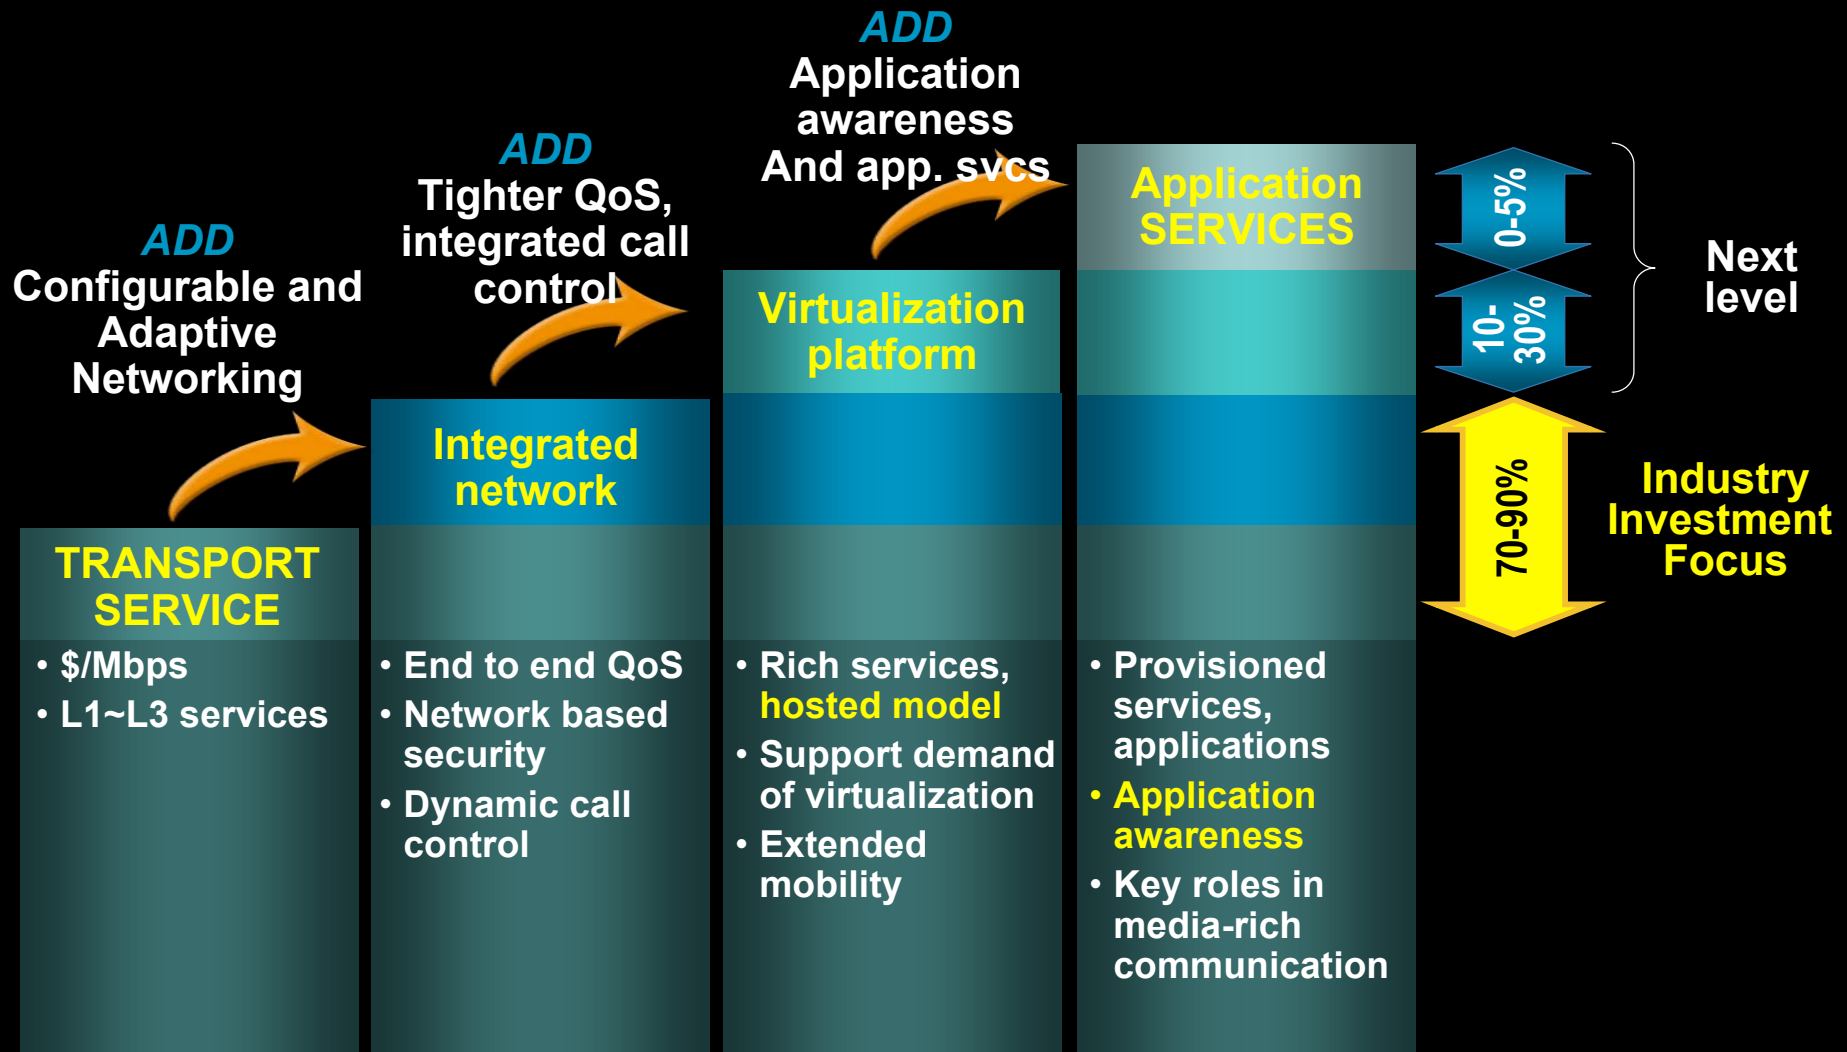 ADD
Configurable and
Adaptive
Networking
ADD
Tighter QoS,
integrated call
control
ADD
Application
awareness
And app. svcs
TRANSPORT
SERVICE
• $/Mbps
• L1~L3 services
Integrated
network
• End to end QoS
• Network based
security
• Dynamic call
control
Virtualization
platform
• Rich services,
hosted model
• Support demand
of virtualization
• Extended
mobility
Application
SERVICES
• Provisioned
services,
applications
• Application
awareness
• Key roles in
media-rich
communication
0-5%
10-
30%
70-90%
Next
level
Industry
Investment
Focus